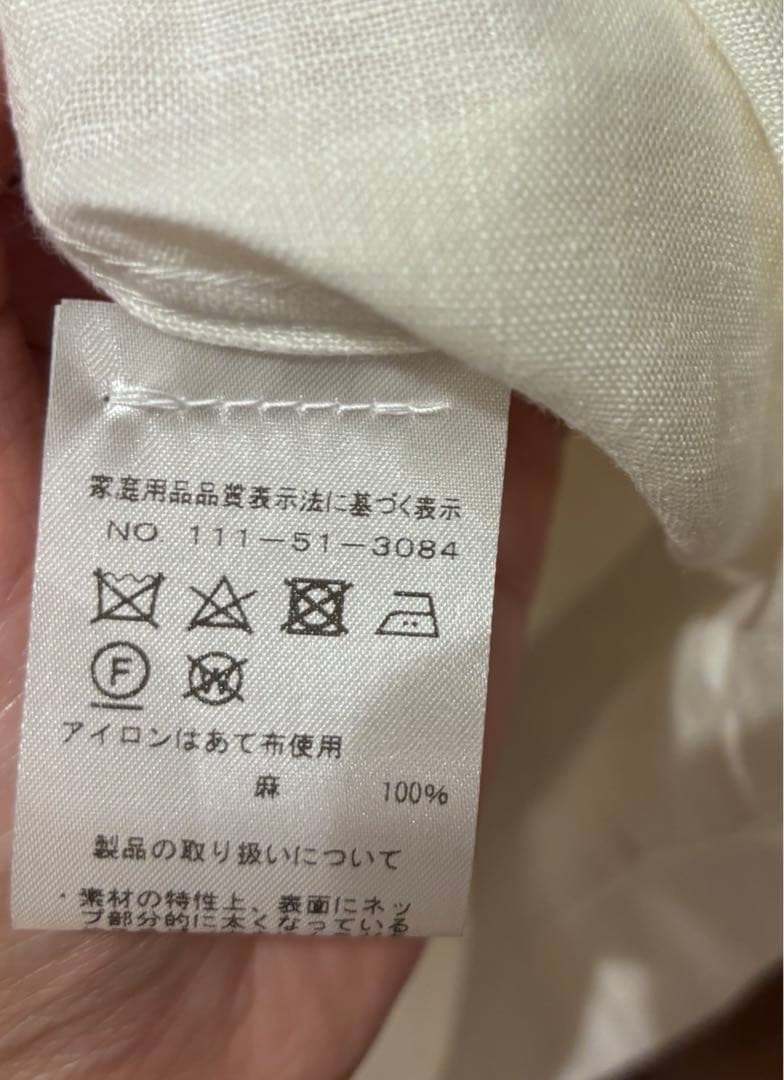 家庭用品品質表示法に基づく表示
NO 111-51-3084
F
W
アイロンはあて布使用
麻 100%
製品の取り扱いについて
・素材の特性上、表面にネッ
プ部分的に太くなっている